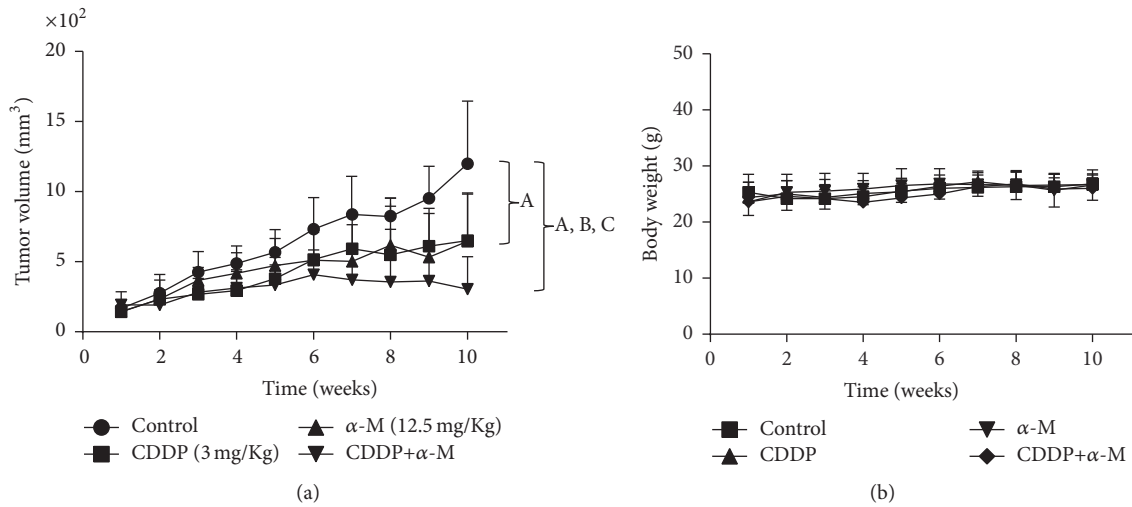 ×10²
20
15
10
5
0
Tumor volume (mm³)
0 2 4 6 8 10
Time (weeks)
A
A, B, C
Control
α-M (12.5 mg/Kg)
CDDP (3 mg/Kg)
CDDP+α-M
(a)
50
40
30
20
10
0
Body weight (g)
0 2 4 6 8 10
Time (weeks)
Control
α-M
CDDP
CDDP+α-M
(b)